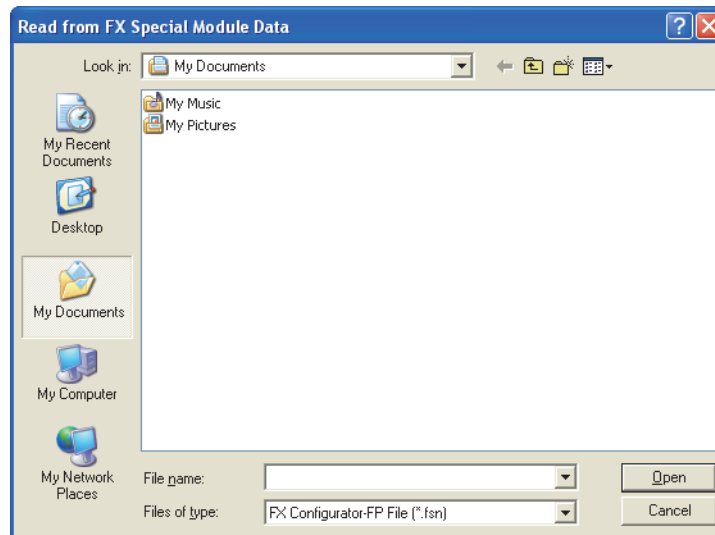 Read from FX Special Module Data
Look in: My Documents
My Music
My Pictures
My Recent
Documents
Desktop
My Documents
My Computer
My Network
Places
File name:
Open
Files of type: FX Configurator-FP File (*.fsn)
Cancel